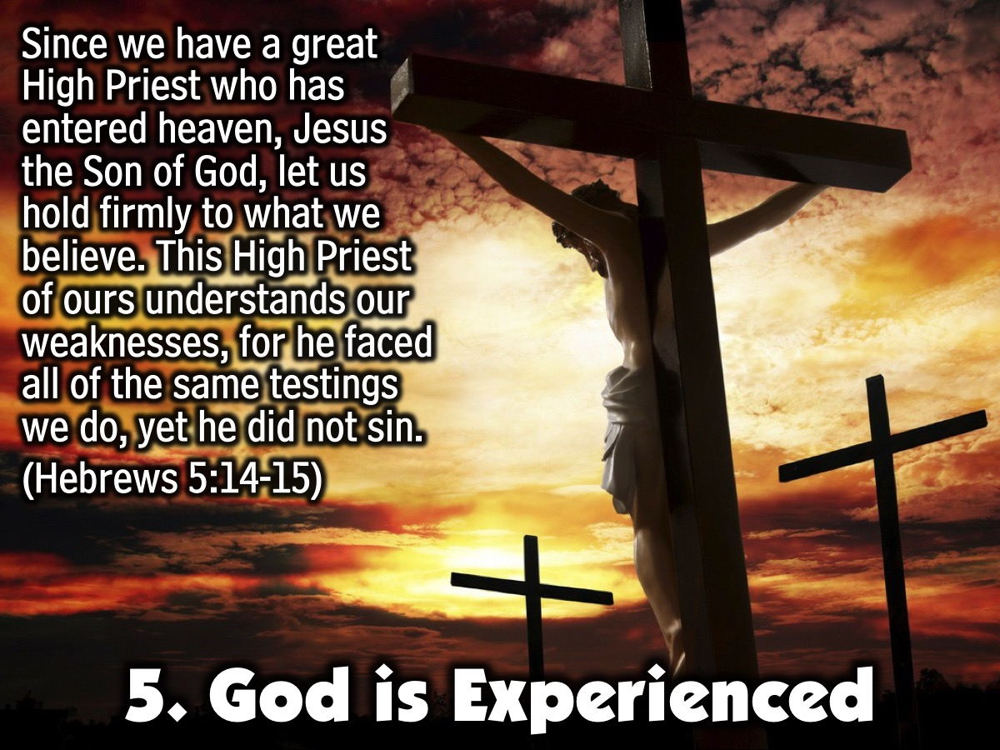 Since we have a great
High Priest who has
entered heaven, Jesus
the Son of God, let us
hold firmly to what we
believe. This High Priest
of ours understands our
weaknesses, for he faced
all of the same testings
we do, yet he did not sin.
(Hebrews 5:14-15)
5. God is Experienced